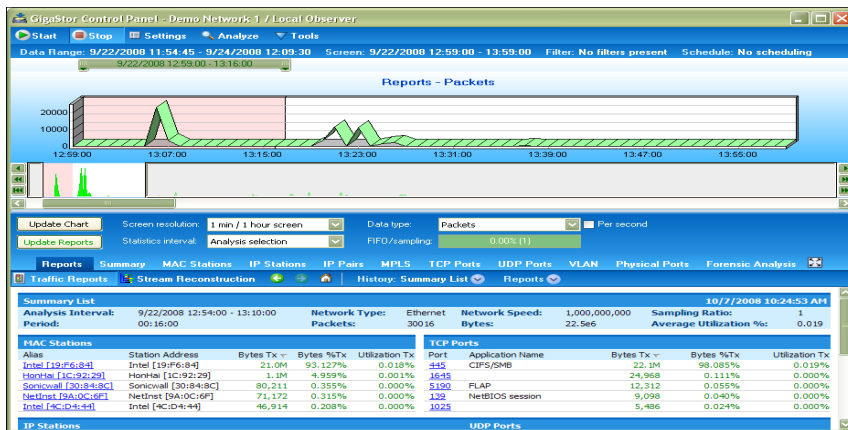 GigaStor Control Panel - Demo Network 1 / Local Observer
Start Stop Settings Analyze Tools
Data Range: 9/22/2008 11:54:45 - 9/24/2008 12:09:30 Screen: 9/22/2008 12:59:00 - 13:59:00 Filter: No filters present Schedule: No scheduling
9/22/2008 12:59:00 - 13:16:00
Reports - Packets
20000
10000
0
12:59:00 13:07:00 13:15:00 13:23:00 13:31:00 13:39:00 13:47:00 13:55:00
Update Chart Screen resolution: 1 min / 1 hour screen Data type: Packets Per second
Update Reports Statistics interval: Analysis selection FIFO/sampling: 0.00% (1)
Reports Summary MAC Stations IP Stations IP Pairs MPLS TCP Ports UDP Ports VLAN Physical Ports Forensic Analysis
Traffic Reports Stream Reconstruction History: Summary List Reports
Summary List 10/7/2008 10:24:53 AM
Analysis Interval: 9/22/2008 12:54:00 - 13:10:00 Network Type: Ethernet Network Speed: 1,000,000,000 Sampling Ratio: 1
Period: 00:16:00 Packets: 30016 Bytes: 22.5e6 Average Utilization %: 0.019
MAC Stations TCP Ports
Alias Station Address Bytes Tx Bytes %Tx Utilization Tx Port Application Name Bytes Tx Bytes %Tx Utilization Tx
Intel [19:F6:84] Intel [19:F6:84] 21.0M 93.127% 0.018% 445 CIFS/SMB 22.1M 98.085% 0.019%
HonHai [1C:92:29] HonHai [1C:92:29] 1.1M 4.959% 0.001% 1645 24,968 0.111% 0.000%
Sonicwall [30:84:8C] Sonicwall [30:84:8C] 80,211 0.355% 0.000% 5190 FLAP 12,312 0.055% 0.000%
NetInst [9A:0C:6F] NetInst [9A:0C:6F] 71,172 0.315% 0.000% 139 NetBIOS session 9,098 0.040% 0.000%
Intel [4C:D4:44] Intel [4C:D4:44] 46,914 0.208% 0.000% 1025 5,486 0.024% 0.000%
IP Stations UDP Ports